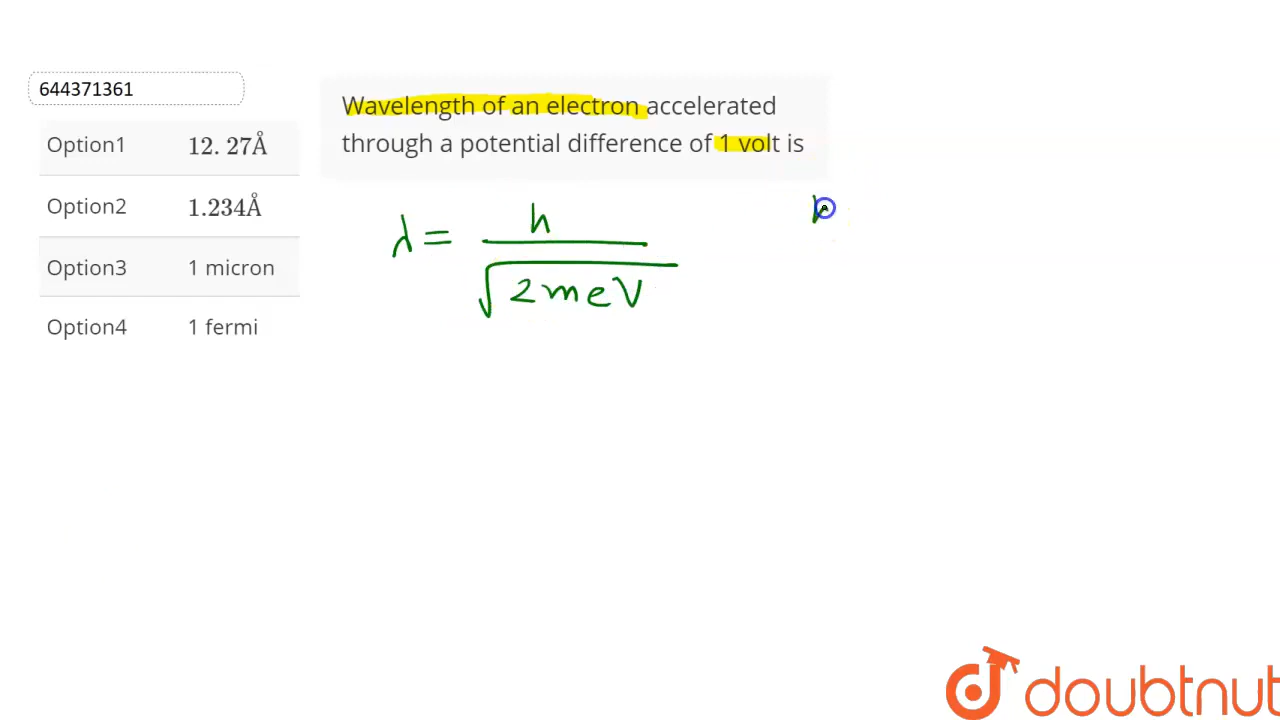 644371361
Option1 12. 27Å
Option2 1.234Å
Option3 1 micron
Option4 1 fermi
Wavelength of an electron accelerated
through a potential difference of 1 volt is
λ = h
√2meV
doubtnut